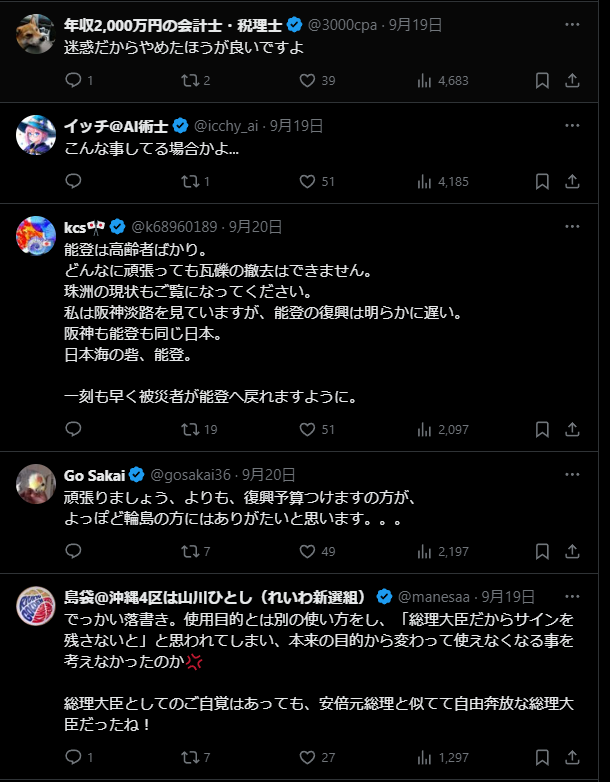 年収2,000万円の会計士・税理士 @3000cpa · 9月19日
迷惑だからやめたほうが良いですよ
1 2 39 4,683
イッチ@AI術士 @icchy_ai · 9月19日
こんな事してる場合かよ...
1 51 4,185
kcs🎌 @k68960189 · 9月20日
能登は高齢者ばかり。
どんなに頑張っても瓦礫の撤去はできません。
珠洲の現状もご覧になってください。
私は阪神淡路を見ていますが、能登の復興は明らかに遅い。
阪神も能登も同じ日本。
日本海の砦、能登。
一刻も早く被災者が能登へ戻れますように。
19 51 2,097
Go Sakai @gosakai36 · 9月20日
頑張りましょう、よりも、復興予算つけますの方が、
よっぽど輪島の方にはありがたいと思います。。。
7 49 2,197
島袋@沖縄4区は山川ひとし（れいわ新選組） @manesaa · 9月19日
でっかい落書き。使用目的とは別の使い方をし、「総理大臣だからサインを
残さないと」と思われてしまい、本来の目的から変わって使えなくなる事を
考えなかったのか💢
総理大臣としてのご自覚はあっても、安倍元総理と似てて自由奔放な総理大
臣だったね！
1 7 27 1,297